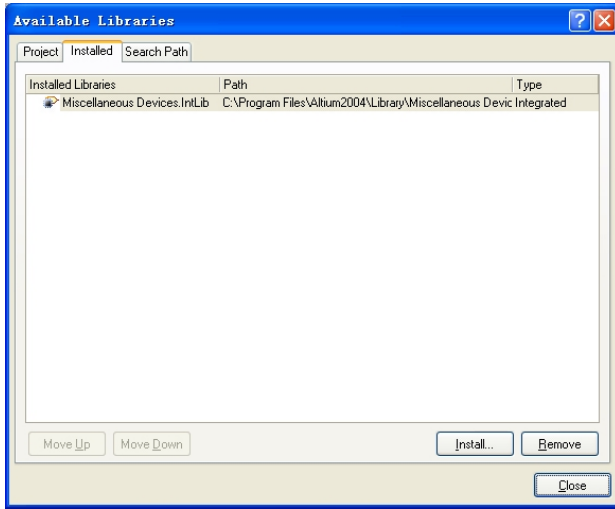 Available Libraries
Project Installed Search Path
Installed Libraries Path Type
Miscellaneous Devices.IntLib C:\Program Files\Altium2004\Library\Miscellaneous Devic Integrated
Move Up Move Down Install... Remove
Close